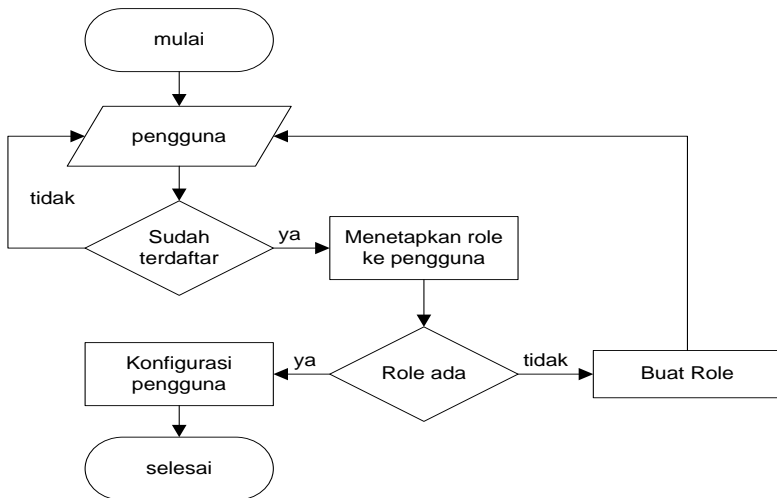 mulai
pengguna
tidak
Sudah
terdaftar
ya
Menetapkan role
ke pengguna
Konfigurasi
pengguna
ya
Role ada
tidak
Buat Role
selesai